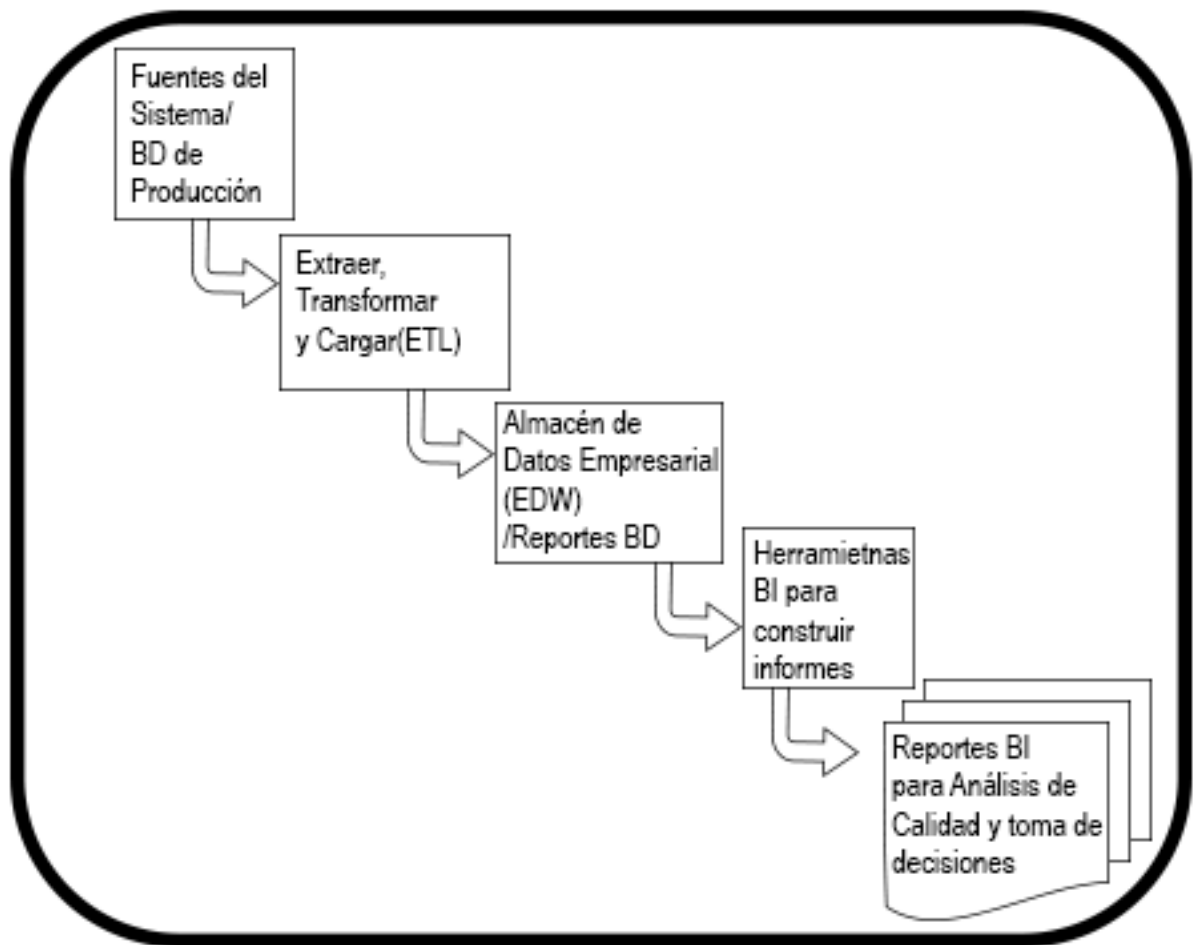 Fuentes del
Sistema/
BD de
Producción
Extraer,
Transformar
y Cargar(ETL)
Almacén de
Datos Empresarial
(EDW)
/Reportes BD
Herramietnas
BI para
construir
informes
Reportes BI
para Análisis de
Calidad y toma de
decisiones